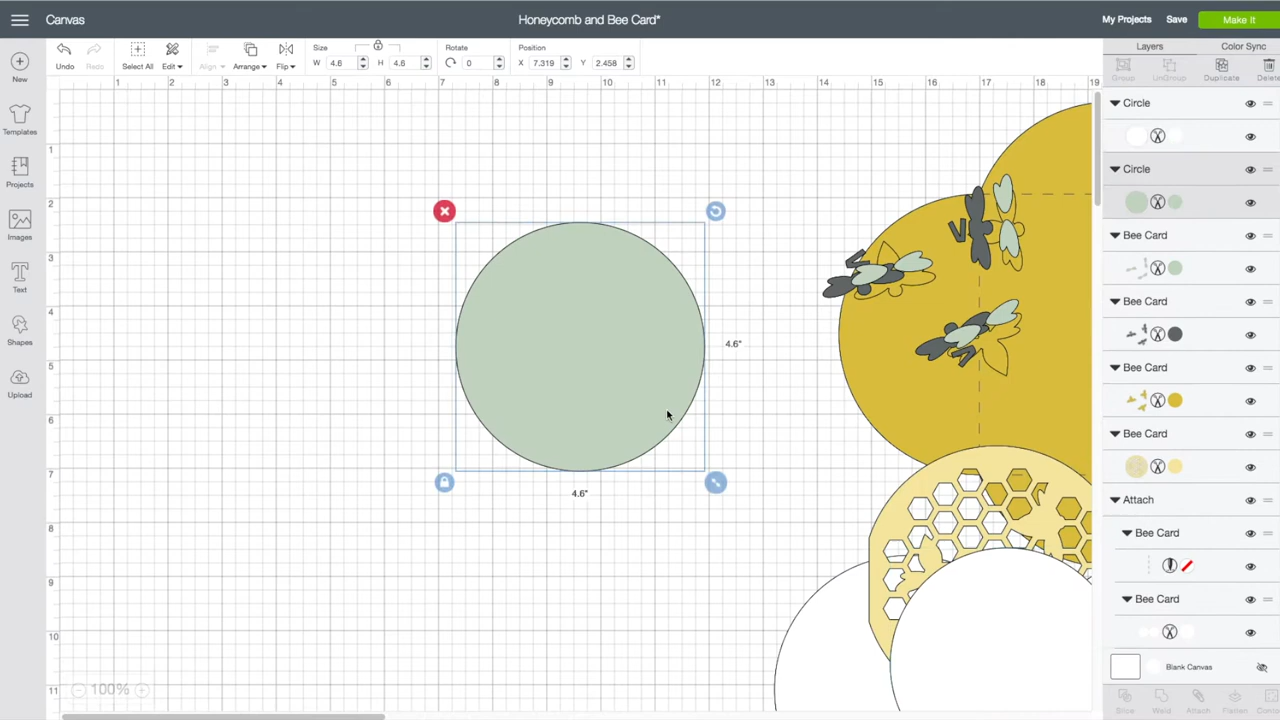 Canvas
Honeycomb and Bee Card*
My Projects
Save
Make It
Undo
Redo
Select All
Edit
Align
Arrange
Flip
Size
W 4.6
H 4.6
Rotate
0
Position
X 7.319
Y 2.458
Layers
Color Sync
Group
UnGroup
Duplicate
Delete
New
Templates
Projects
Images
Text
Shapes
Upload
1 2 3 4 5 6 7 8 9 10 11 12 13 14 15 16 17 18 19
1
2
3
4
5
6
7
8
9
10
11
4.6"
4.6"
100%
Circle
Circle
Bee Card
Bee Card
Bee Card
Bee Card
Attach
Bee Card
Bee Card
Blank Canvas
Slice
Weld
Attach
Flatten